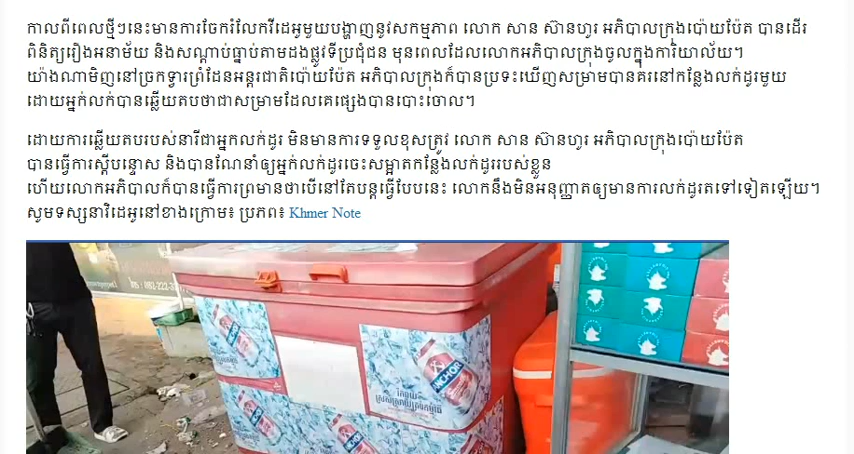 កាលពីពេលថ្មីៗនេះមានការចែករំលែកវីដេអូមួយបង្ហាញនូវសកម្មភាព លោក សាន ស៊ានហូរ អភិបាលក្រុងប៉ោយប៉ែត បានដើរ
ពិនិត្យរឿងអនាម័យ និងសណ្តាប់ធ្នាប់តាមដងផ្លូវទីប្រជុំជន មុនពេលដែលលោកអភិបាលក្រុងចូលក្នុងការិយាល័យ។
យ៉ាងណាមិញនៅច្រកទ្វារព្រំដែនអន្តរជាតិប៉ោយប៉ែត អភិបាលក្រុងក៏បានប្រទះឃើញសម្រាមបានគរនៅកន្លែងលក់ដូរមួយ
ដោយអ្នកលក់បានឆ្លើយតបថាជាសម្រាមដែលគេផ្សេងបានបោះចោល។
ដោយការឆ្លើយតបរបស់នារីជាអ្នកលក់ដូរ មិនមានការទទួលខុសត្រូវ លោក សាន ស៊ានហូរ អភិបាលក្រុងប៉ោយប៉ែត
បានធ្វើការស្តីបន្ទោស និងបានណែនាំឲ្យអ្នកលក់ដូរចេះសម្អាតកន្លែងលក់ដូររបស់ខ្លួន
ហើយលោកអភិបាលក៏បានធ្វើការព្រមានថាបើនៅតែបន្តធ្វើបែបនេះ លោកនឹងមិនអនុញ្ញាតឲ្យមានការលក់ដូរតទៅទៀតឡើយ។
សូមទស្សនាវីដេអូនៅខាងក្រោម៖ ប្រភព៖ Khmer Note
ANCHOR